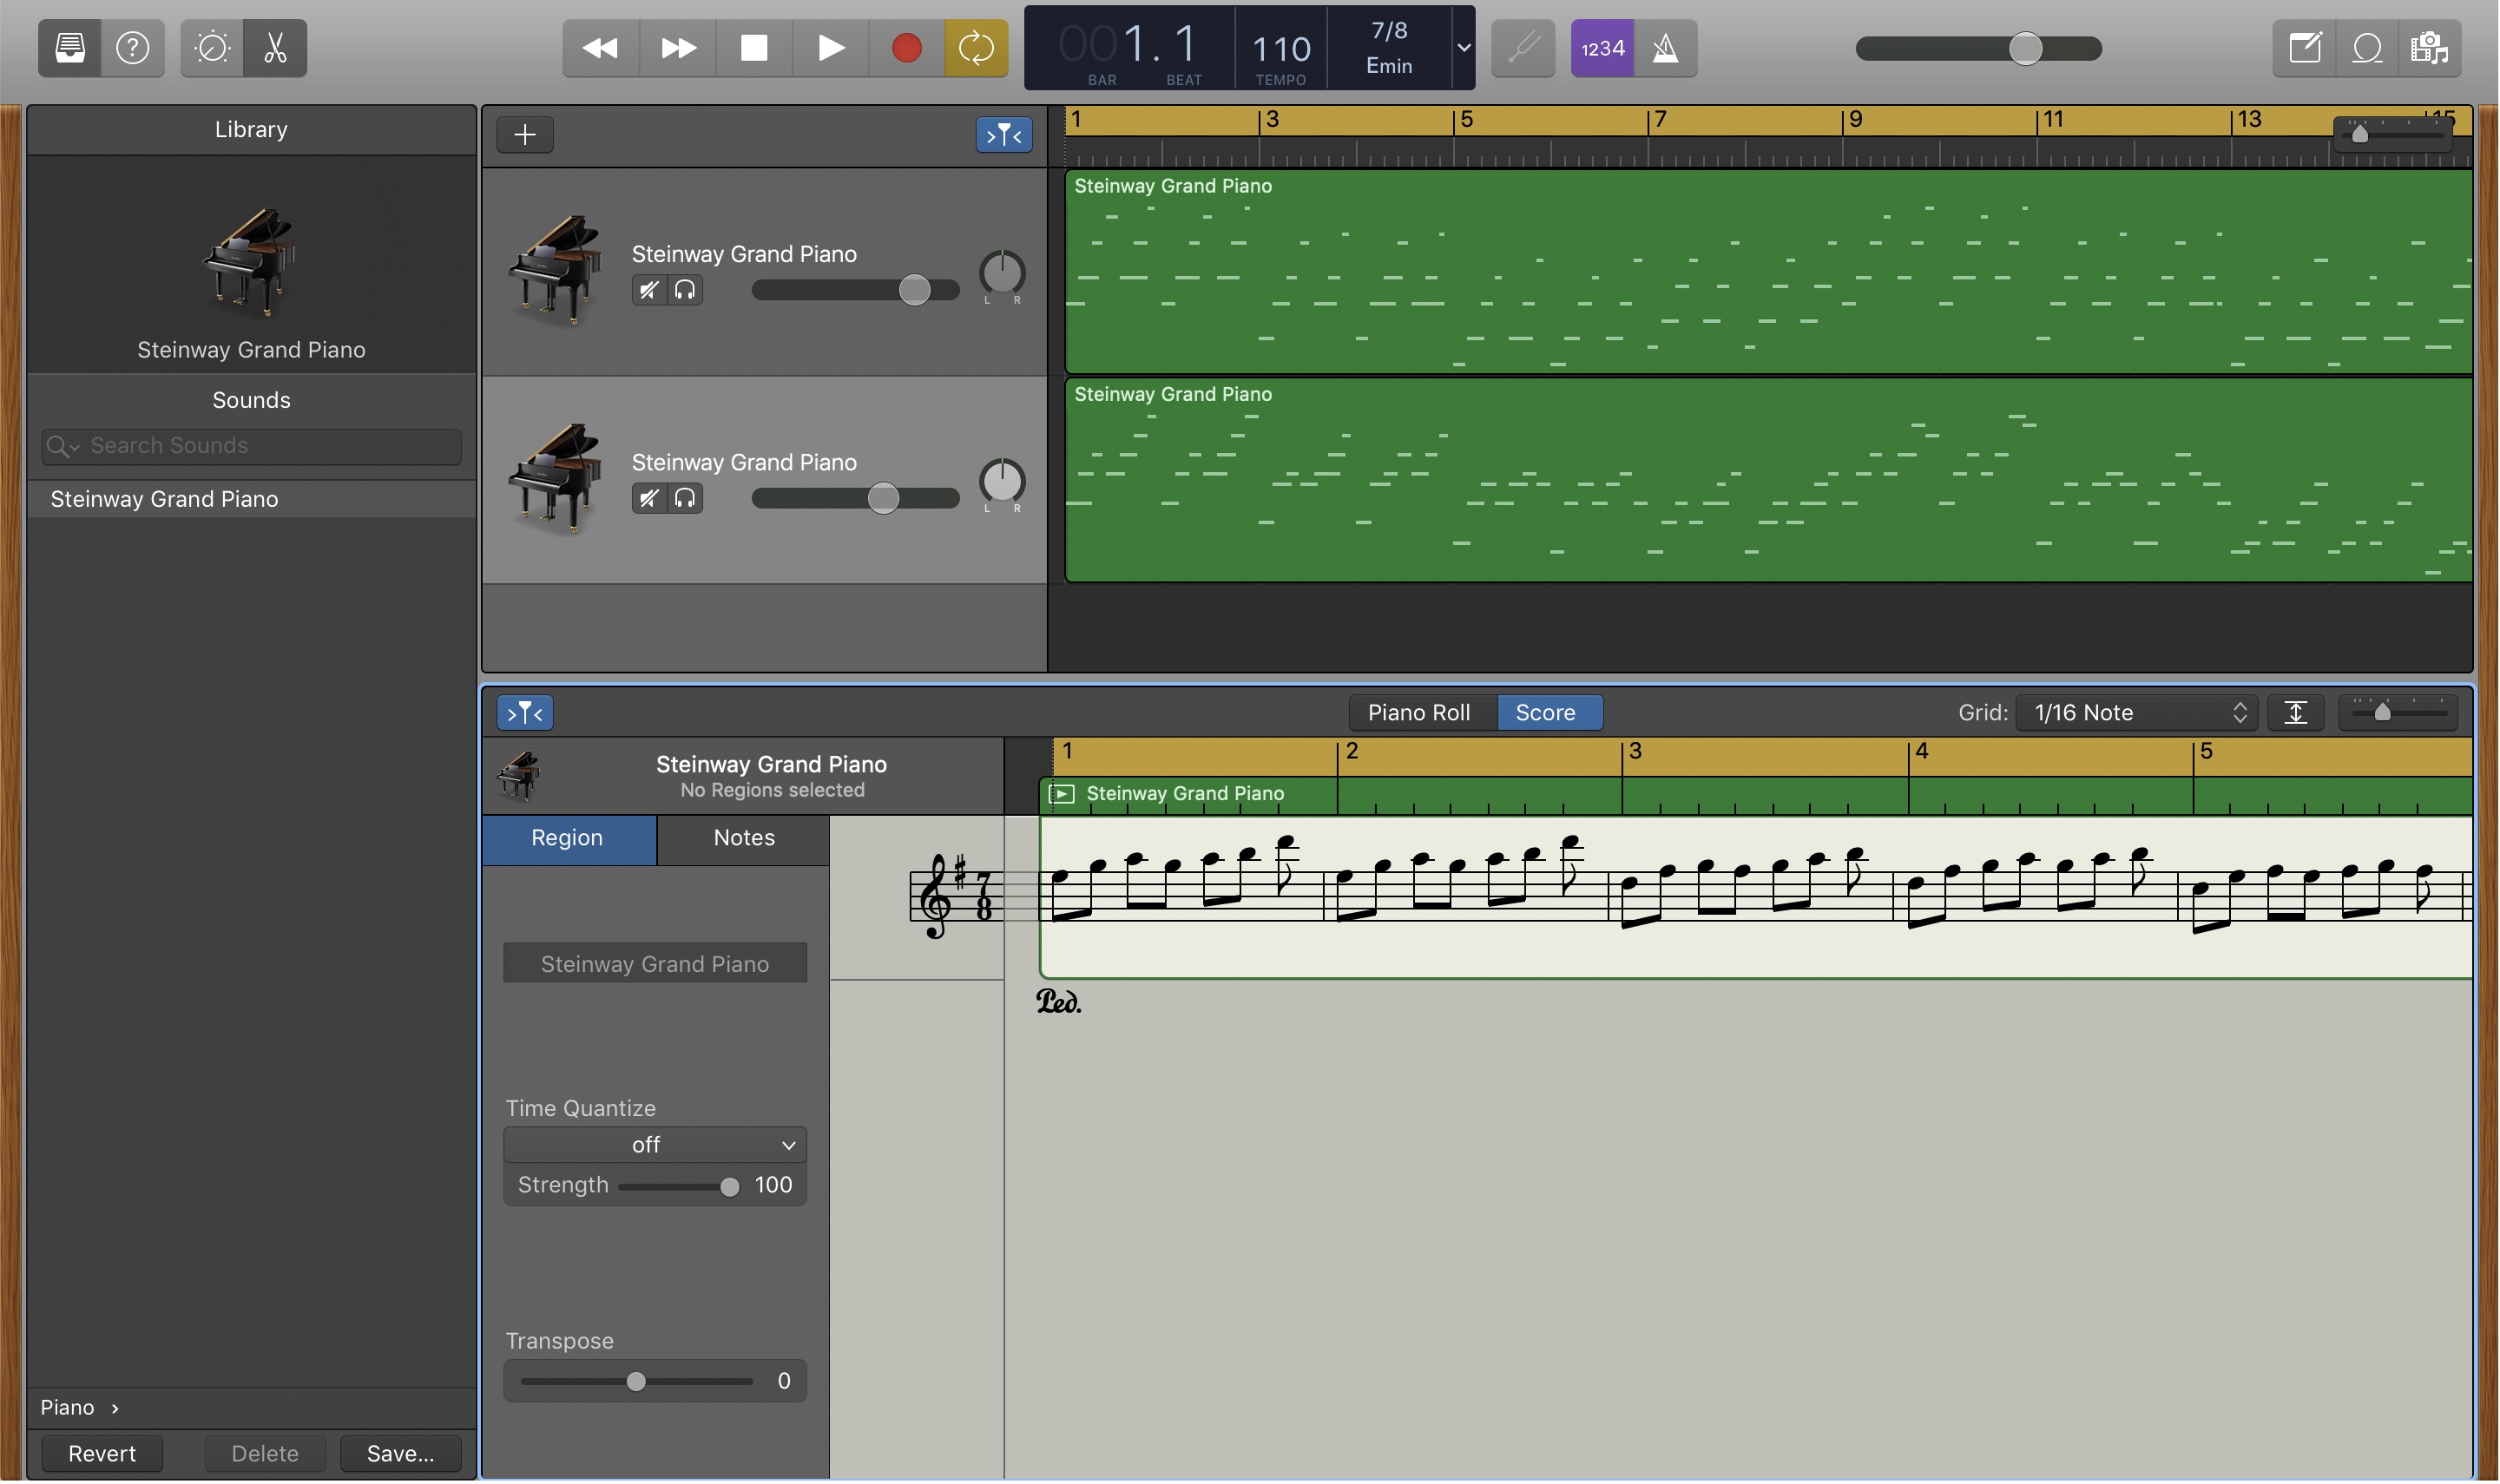 001. 1
BAR BEAT
110
TEMPO
7/8
Emin
1234
Library
Steinway Grand Piano
Sounds
Search Sounds
Steinway Grand Piano
Piano ›
Revert Delete Save...
1 3 5 7 9 11 13 15
Steinway Grand Piano
L R
Steinway Grand Piano
Steinway Grand Piano
L R
Steinway Grand Piano
Piano Roll Score
Grid: 1/16 Note
Steinway Grand Piano
No Regions selected
1 2 3 4 5
Steinway Grand Piano
Region Notes
7
8
Ped.
Steinway Grand Piano
Time Quantize
off
Strength 100
Transpose
0